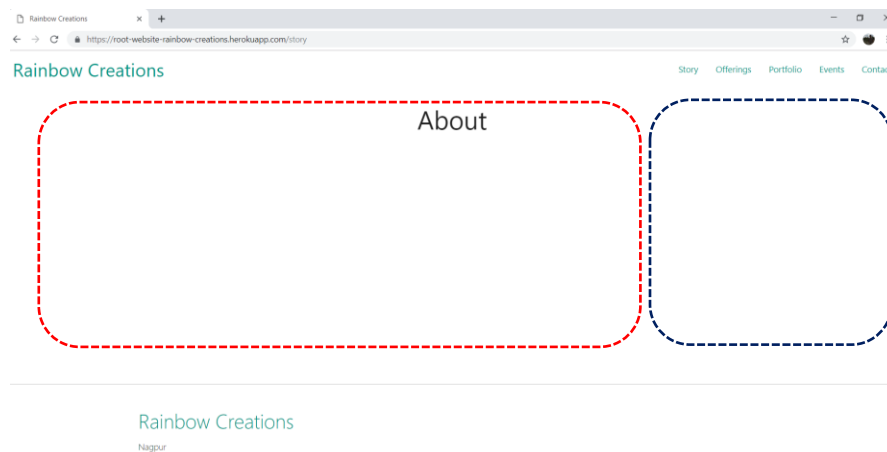 Rainbow Creations
https://root-website-rainbow-creations.herokuapp.com/story
Rainbow Creations Story Offerings Portfolio Events
About
Rainbow Creations
Nagpur